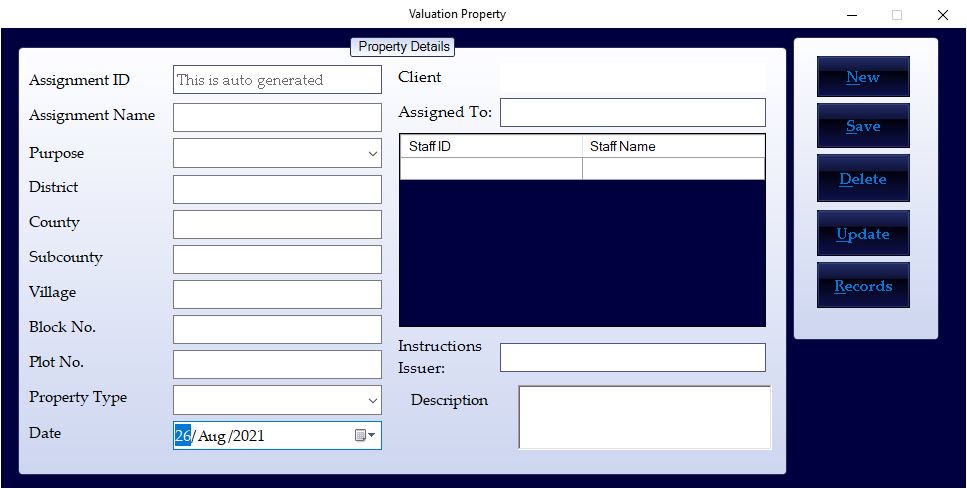 Valuation Property
Property Details
Assignment ID
This is auto generated
Assignment Name
Purpose
District
County
Subcounty
Village
Block No.
Plot No.
Property Type
Date
26/Aug/2021
Client
Assigned To:
Staff ID
Staff Name
Instructions
Issuer:
Description
New
Save
Delete
Update
Records